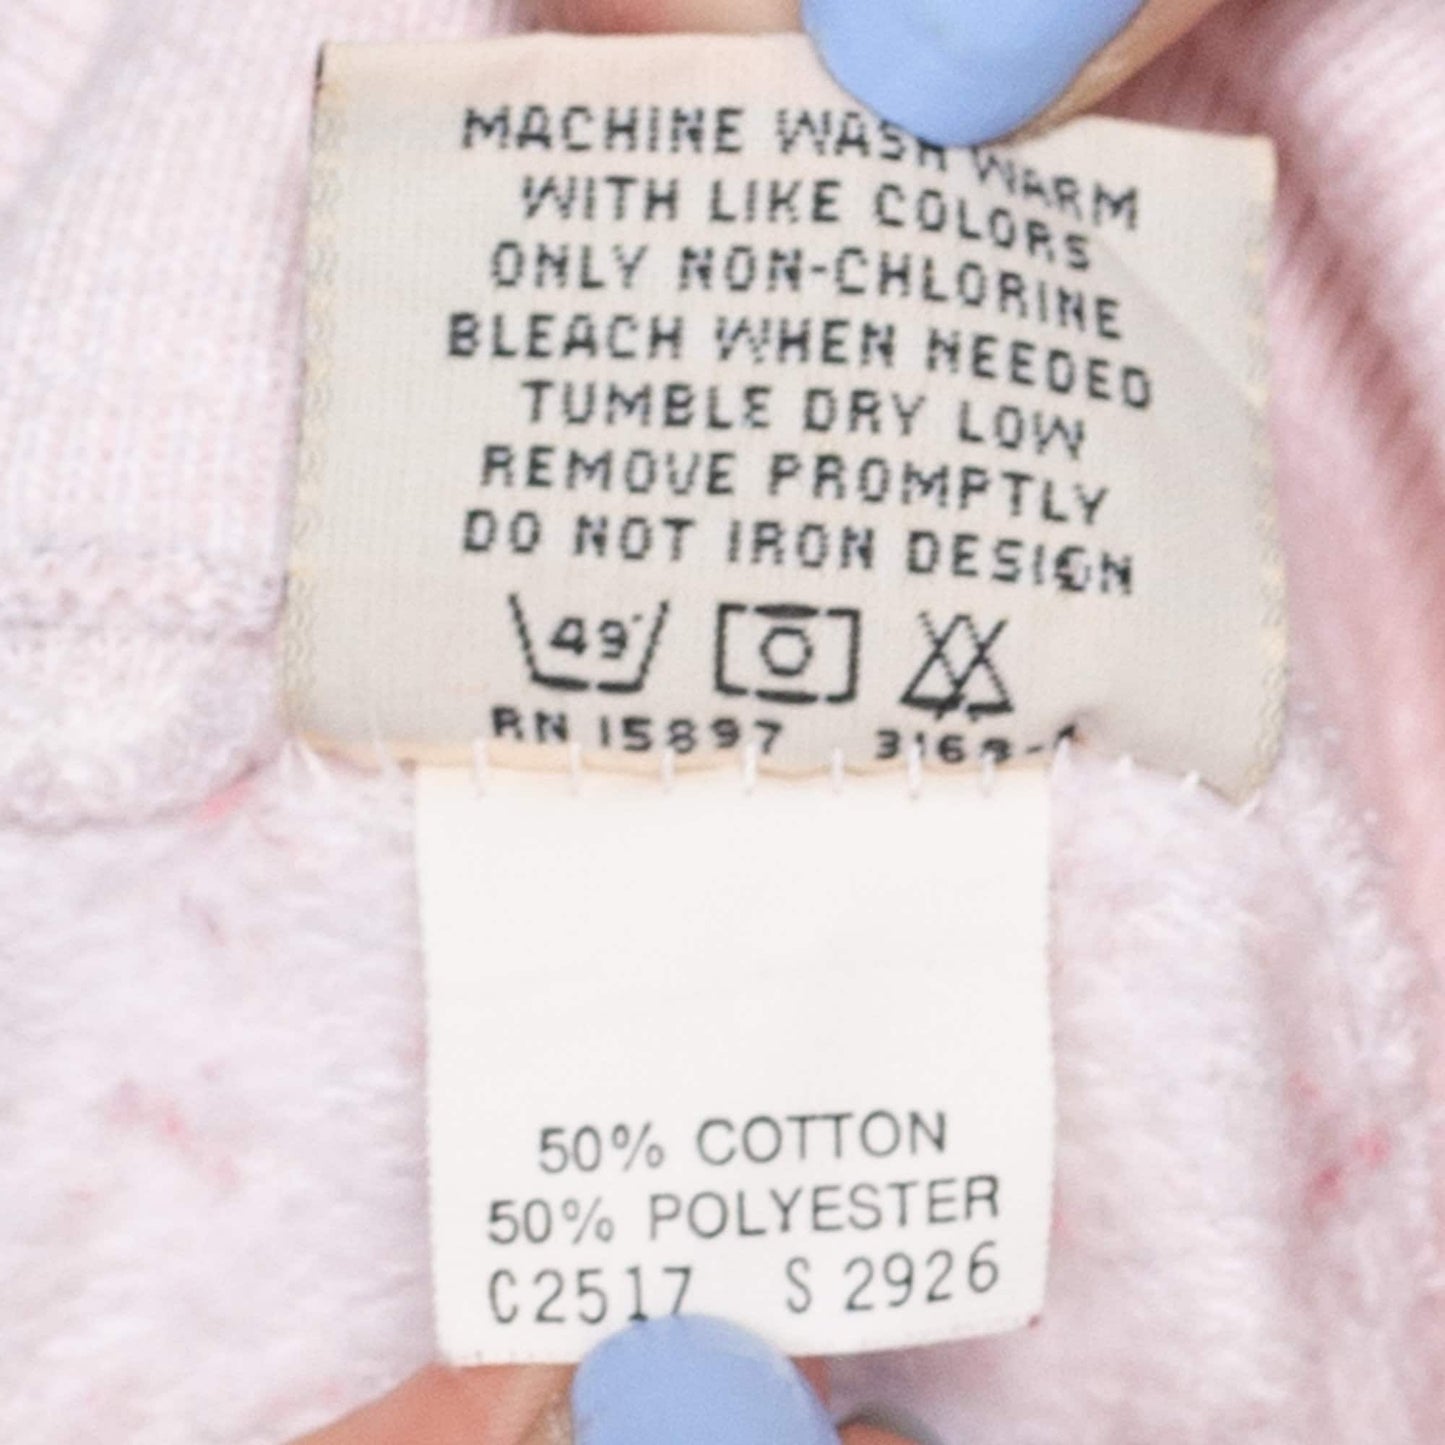 MACHINE WASH WARM
WITH LIKE COLORS
ONLY NON-CHLORINE
BLEACH WHEN NEEDED
TUMBLE DRY LOW
REMOVE PROMPTLY
DO NOT IRON DESIGN
49°
RN 15897
50% COTTON
50% POLYESTER
C2517 S 2926